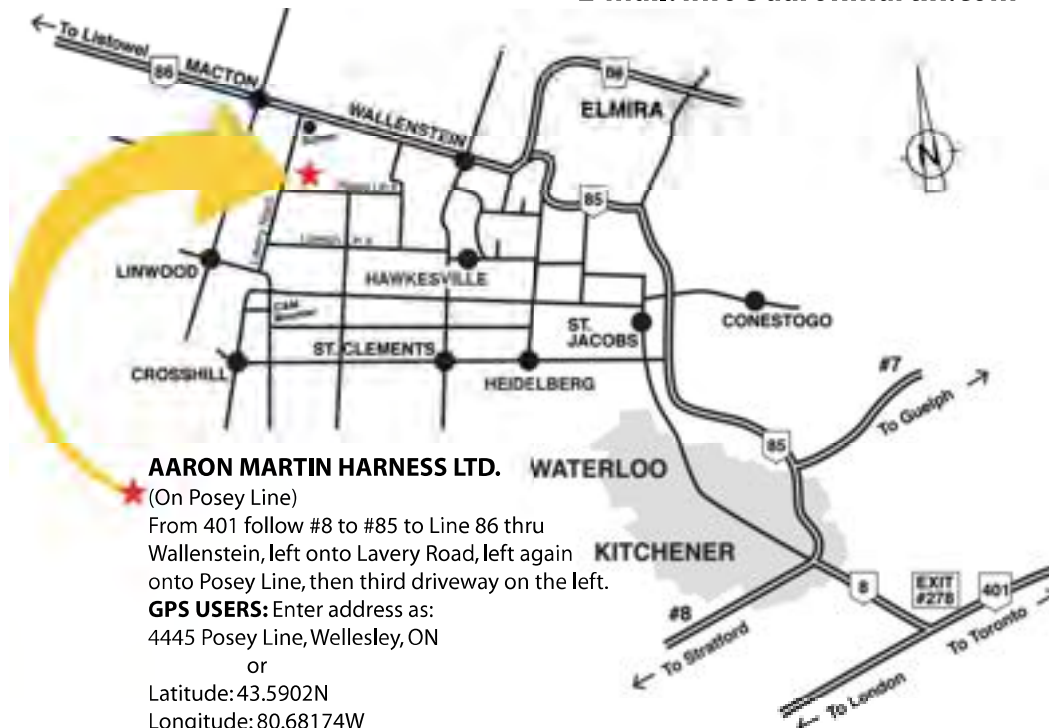 To Listowel
86
MACTON
WALLENSTEIN
86
ELMIRA
N
85
LINWOOD
HAWKESVILLE
CONESTOGO
ST.
JACOBS
ST. CLEMENTS
CROSSHILL
HEIDELBERG
#7
To Guelph
85
WATERLOO
KITCHENER
8
EXIT
#278
401
To Toronto
#8
To Stratford
To London
AARON MARTIN HARNESS LTD.
(On Posey Line)
From 401 follow #8 to #85 to Line 86 thru
Wallenstein, left onto Lavery Road, left again
onto Posey Line, then third driveway on the left.
GPS USERS: Enter address as:
4445 Posey Line, Wellesley, ON
or
Latitude: 43.5902N
Longitude: 80.68174W